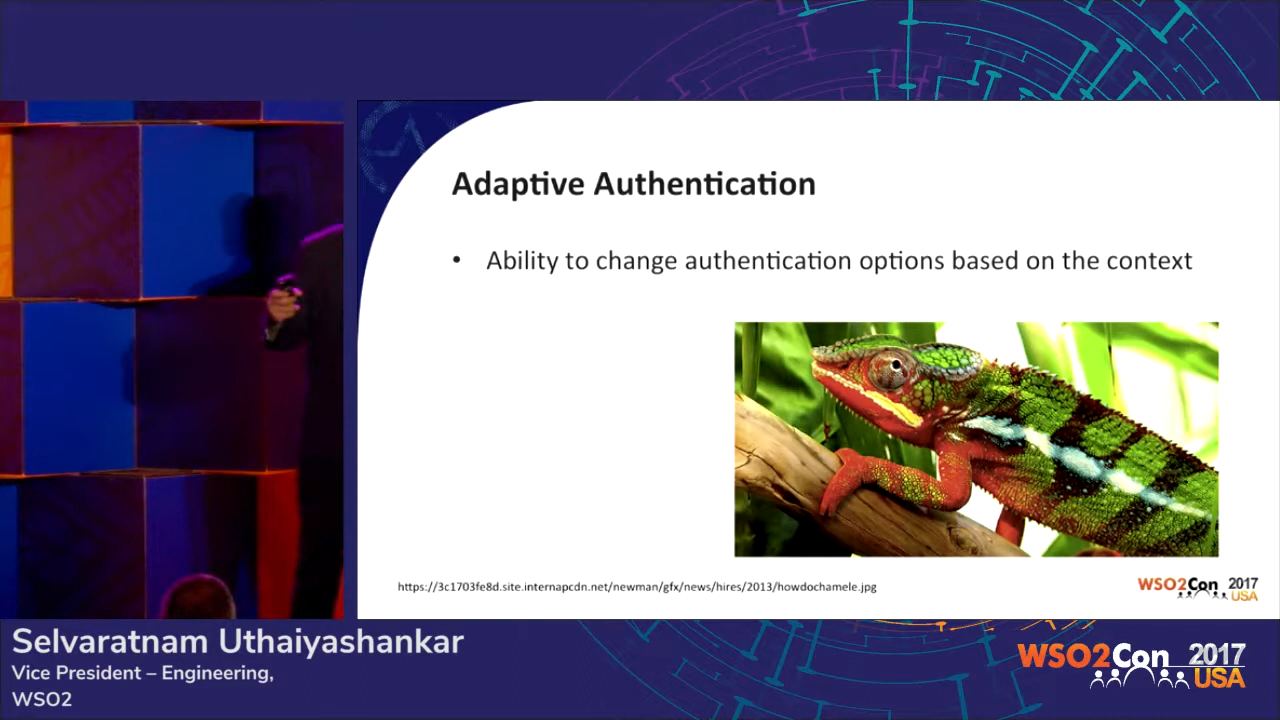 Adaptive Authentication
• Ability to change authentication options based on the context
https://3c1703fe8d.site.internapcdn.net/newman/gfx/news/hires/2013/howdochamele.jpg
WSO2Con 2017
USA
Selvaratnam Uthaiyashankar
Vice President – Engineering,
WSO2
WSO2Con 2017
USA